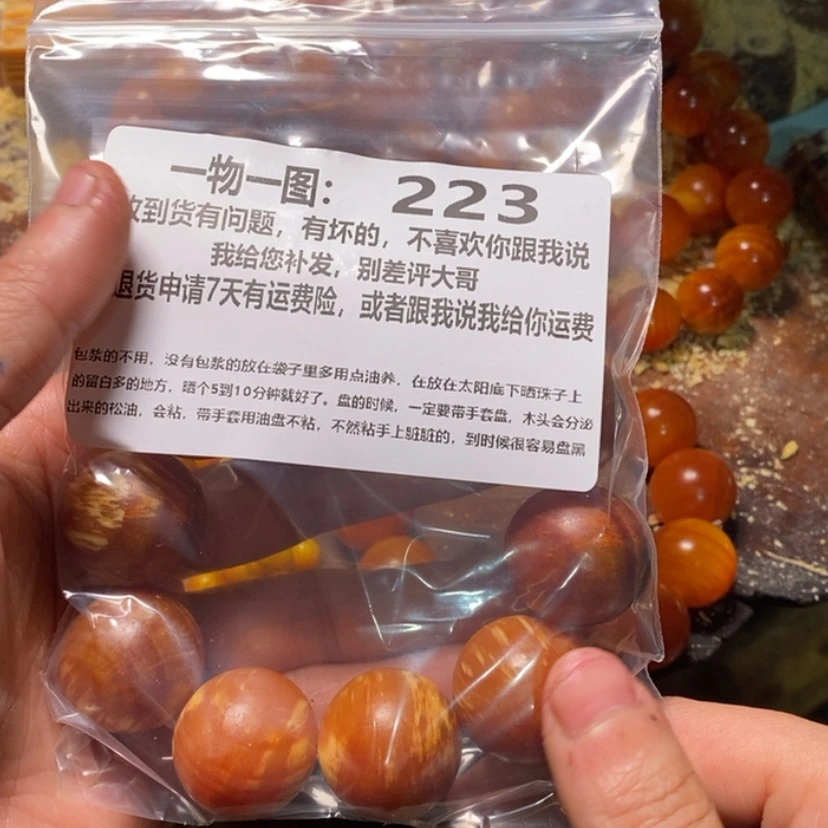 一物一图： 223
收到货有问题，有坏的，不喜欢你跟我说
我给您补发，别差评大哥
退货申请7天有运费险，或者跟我说我给你运费
包浆的不用，没有包浆的放在袋子里多用点油养，在放在太阳底下晒珠子上
的留白多的地方，晒个5到10分钟就好了。盘的时候，一定要带手套盘，木头会分泌
出来的松油，会粘，带手套用油盘不粘，不然粘手上脏脏的，到时候很容易盘黑